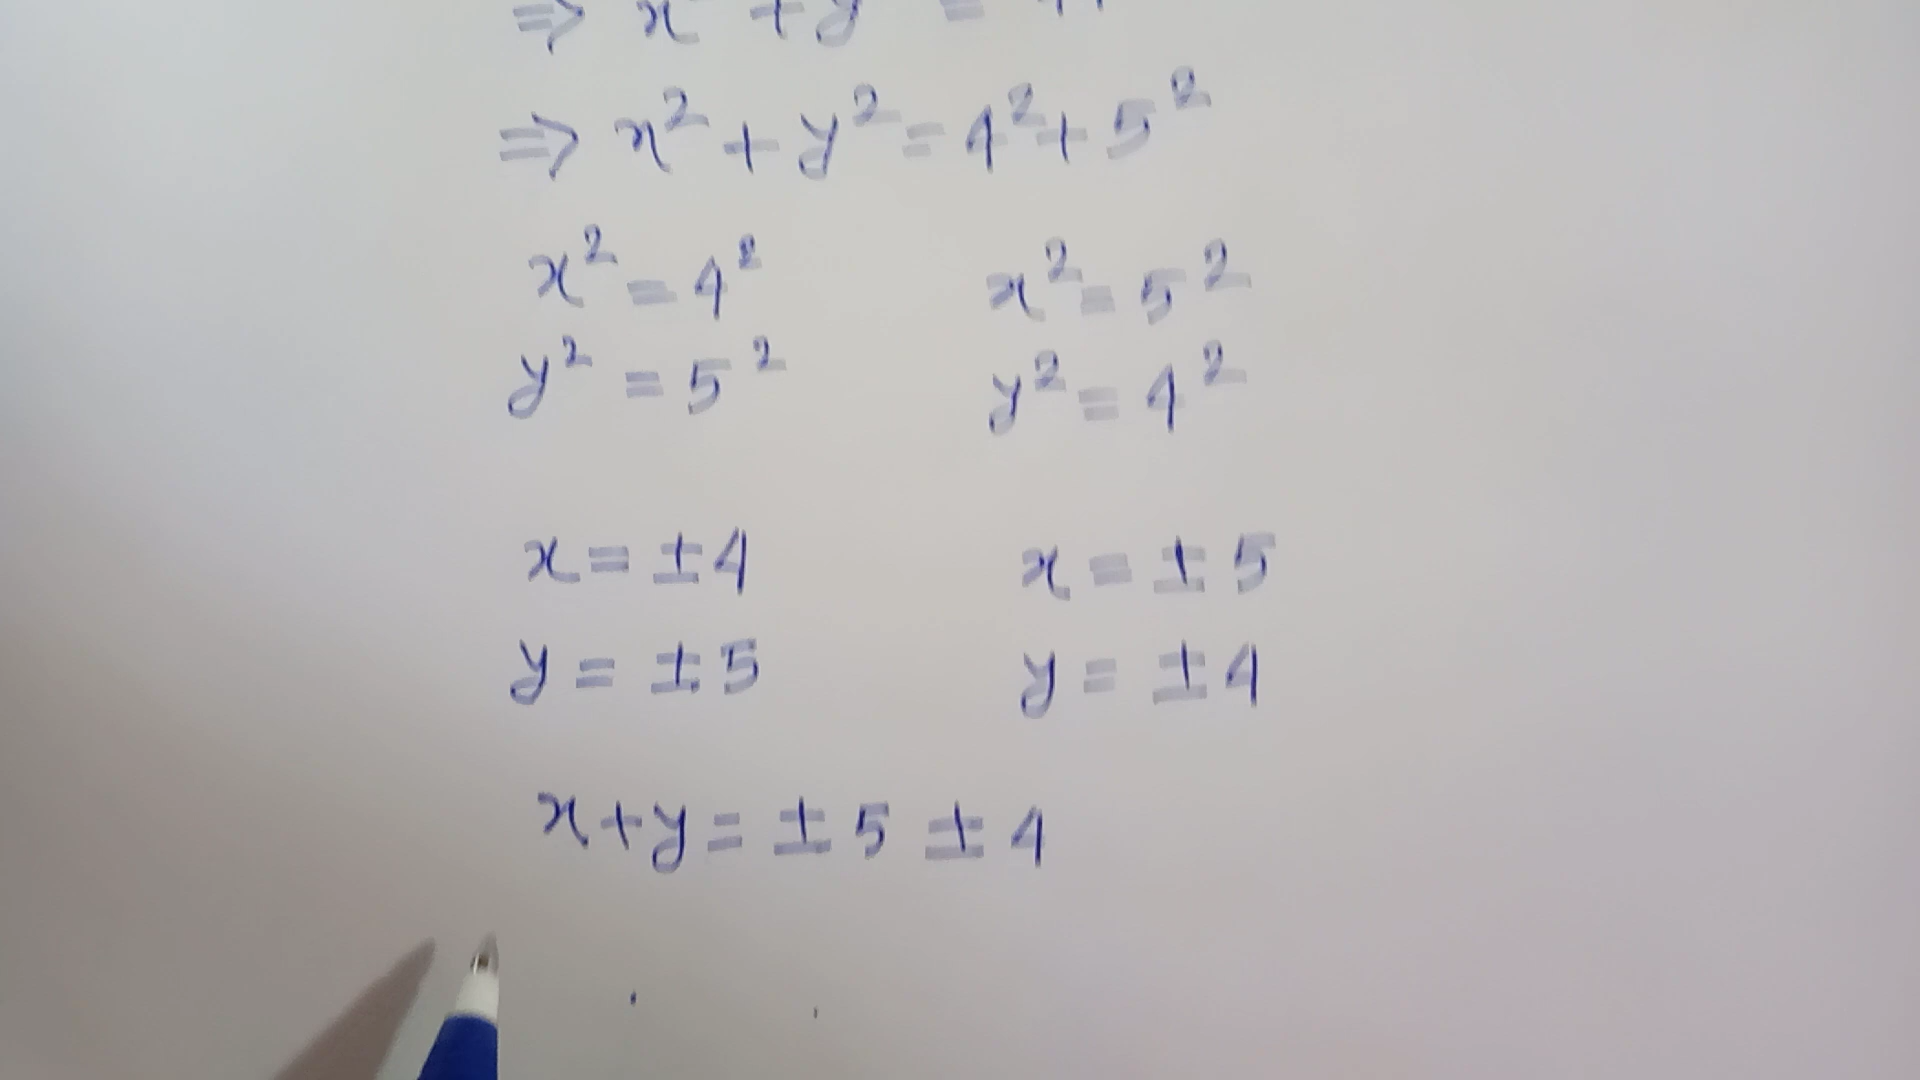 ⇒ x² + y² = 4² + 5²
x² = 4² x² = 5²
y² = 5² y² = 4²
x = ±4 x = ±5
y = ±5 y = ±4
x+y = ±5 ±4